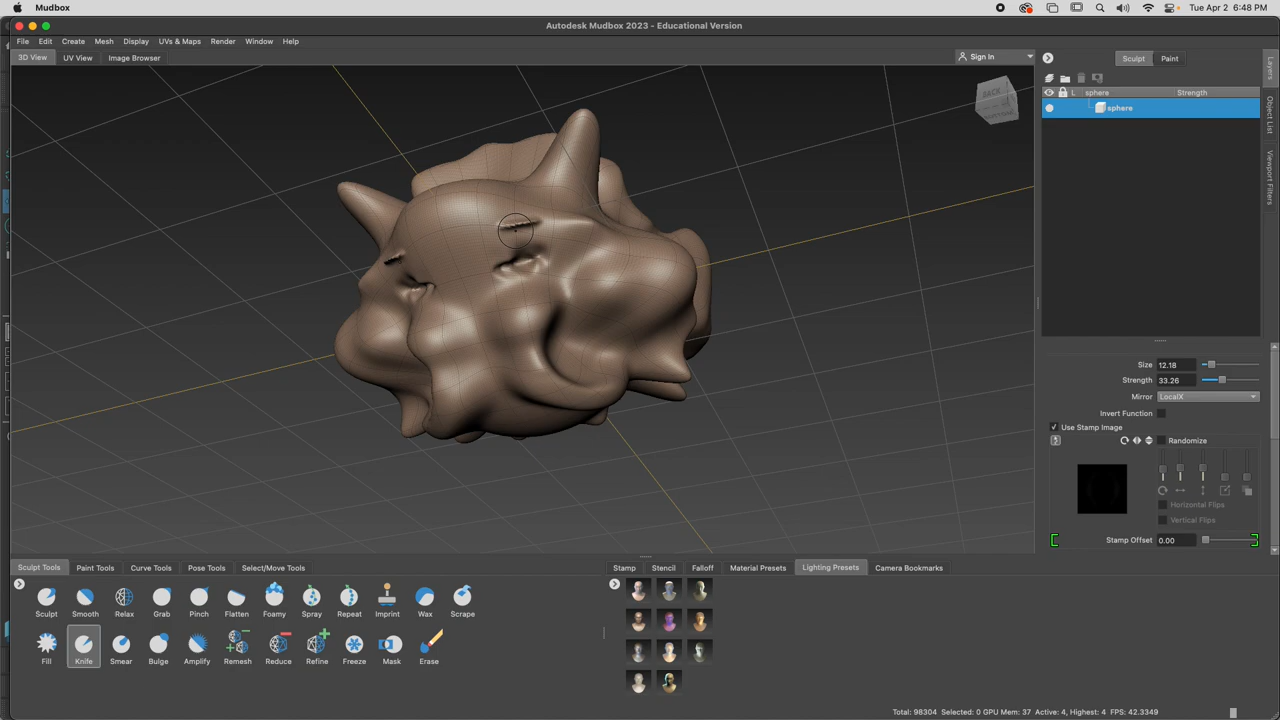 Mudbox
Tue Apr 2 6:48 PM
Autodesk Mudbox 2023 - Educational Version
File Edit Create Mesh Display UVs & Maps Render Window Help
3D View UV View Image Browser
Sign In
Sculpt Paint
Layers
Object List
Viewport Filters
L sphere Strength
sphere
BACK
Size 12.18
Strength 33.26
Mirror LocalX
Invert Function
Use Stamp Image
Randomize
Horizontal Flips
Vertical Flips
Stamp Offset 0.00
Sculpt Tools Paint Tools Curve Tools Pose Tools Select/Move Tools
Stamp Stencil Falloff Material Presets Lighting Presets Camera Bookmarks
Sculpt Smooth Relax Grab Pinch Flatten Foamy Spray Repeat Imprint Wax Scrape
Fill Knife Smear Bulge Amplify Remesh Reduce Refine Freeze Mask Erase
Total: 98304 Selected: 0 GPU Mem: 37 Active: 4, Highest: 4 FPS: 42.3349